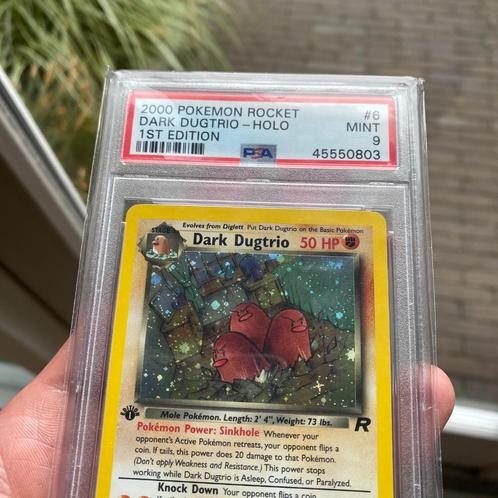 2000 POKEMON ROCKET #6
DARK DUGTRIO - HOLO MINT
1ST EDITION 9
PSA 45550803
Evolves from Diglett Put Dark Dugtrio on the Basic Pokémon
STAGE 1 Dark Dugtrio 50 HP
EDITION 1
Mole Pokémon. Length: 2' 4", Weight: 73 lbs.
R
Pokémon Power: Sinkhole Whenever your
opponent's Active Pokémon retreats, your opponent flips a
coin. If tails, this power does 20 damage to that Pokémon.
(Don't apply Weakness and Resistance.) This power stops
working while Dark Dugtrio is Asleep, Confused, or Paralyzed.
Knock Down Your opponent flips a